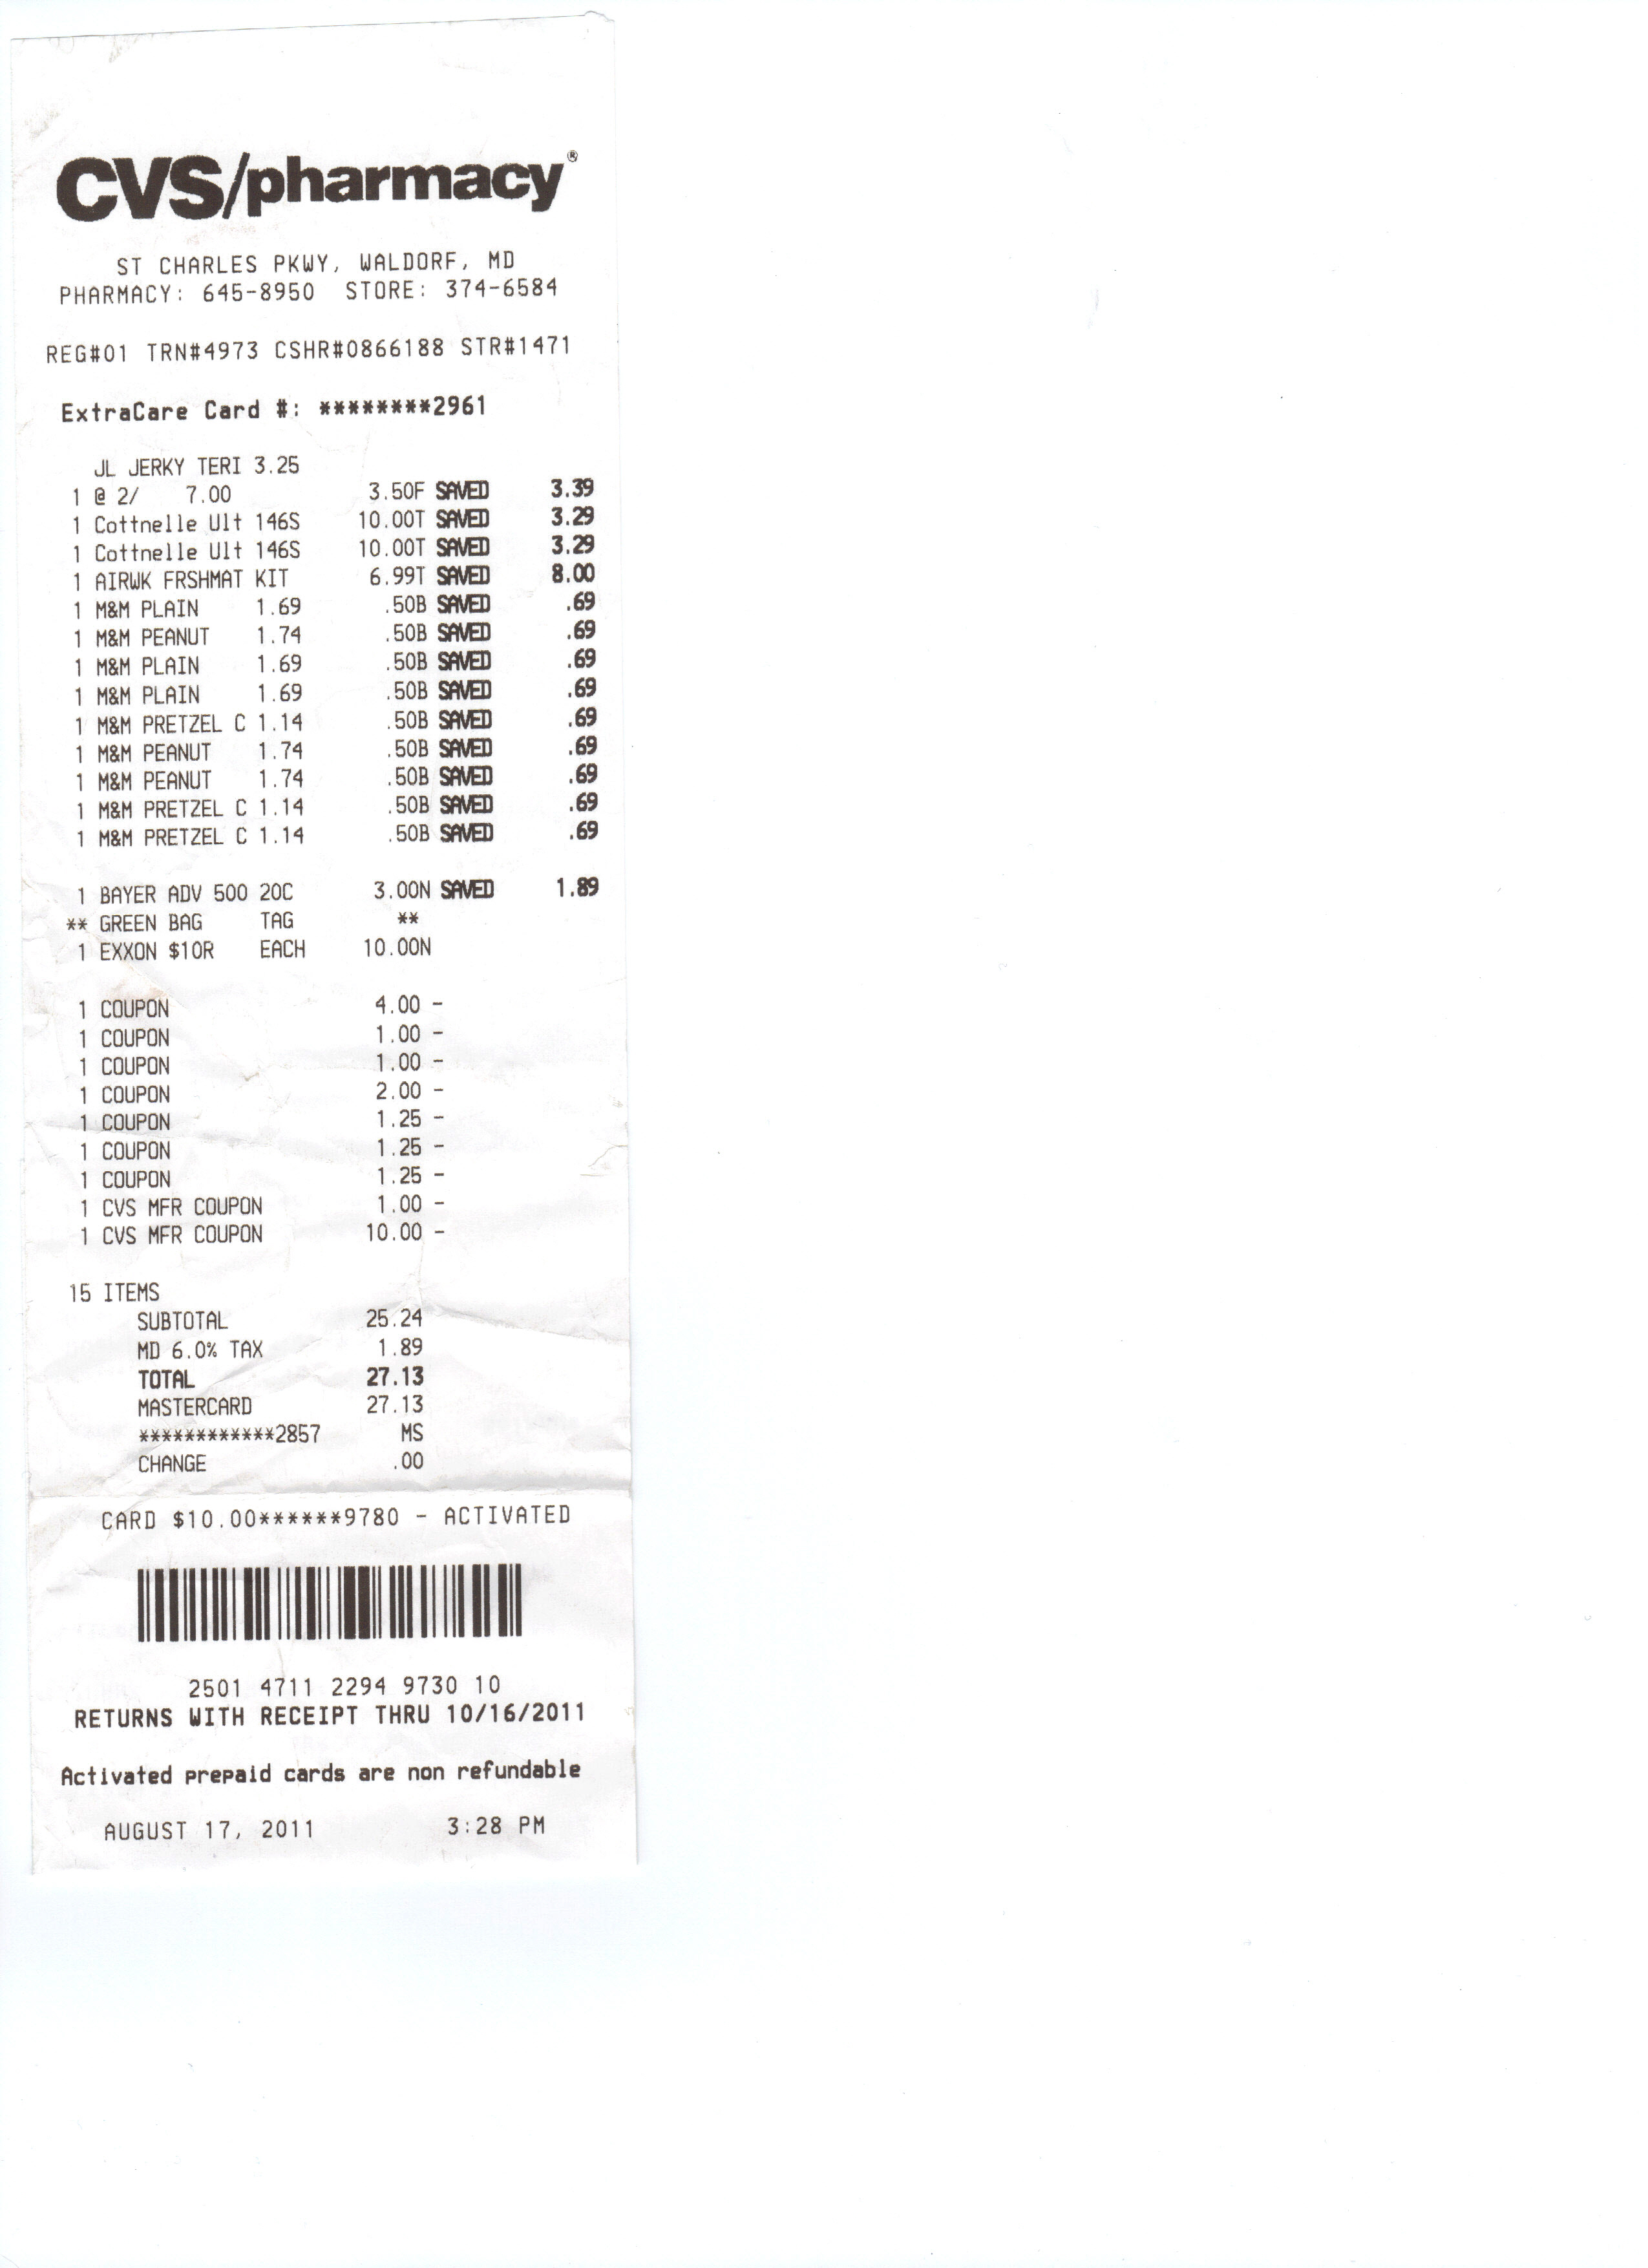 CVS/pharmacy®
ST CHARLES PKWY, WALDORF, MD
PHARMACY: 645-8950 STORE: 374-6584
REG#01 TRN#4973 CSHR#0866188 STR#1471
ExtraCare Card #: ********2961
JL JERKY TERI 3.25
1 @ 2/ 7.00 3.50F SAVED 3.39
1 Cottnelle Ult 146S 10.00T SAVED 3.29
1 Cottnelle Ult 146S 10.00T SAVED 3.29
1 AIRWK FRSHMAT KIT 6.99T SAVED 8.00
1 M&M PLAIN 1.69 .50B SAVED .69
1 M&M PEANUT 1.74 .50B SAVED .69
1 M&M PLAIN 1.69 .50B SAVED .69
1 M&M PLAIN 1.69 .50B SAVED .69
1 M&M PRETZEL C 1.14 .50B SAVED .69
1 M&M PEANUT 1.74 .50B SAVED .69
1 M&M PEANUT 1.74 .50B SAVED .69
1 M&M PRETZEL C 1.14 .50B SAVED .69
1 M&M PRETZEL C 1.14 .50B SAVED .69
1 BAYER ADV 500 20C 3.00N SAVED 1.89
** GREEN BAG TAG **
1 EXXON $10R EACH 10.00N
1 COUPON 4.00 -
1 COUPON 1.00 -
1 COUPON 1.00 -
1 COUPON 2.00 -
1 COUPON 1.25 -
1 COUPON 1.25 -
1 COUPON 1.25 -
1 CVS MFR COUPON 1.00 -
1 CVS MFR COUPON 10.00 -
15 ITEMS
SUBTOTAL 25.24
MD 6.0% TAX 1.89
TOTAL 27.13
MASTERCARD 27.13
************2857 MS
CHANGE .00
CARD $10.00******9780 - ACTIVATED
2501 4711 2294 9730 10
RETURNS WITH RECEIPT THRU 10/16/2011
Activated prepaid cards are non refundable
AUGUST 17, 2011 3:28 PM